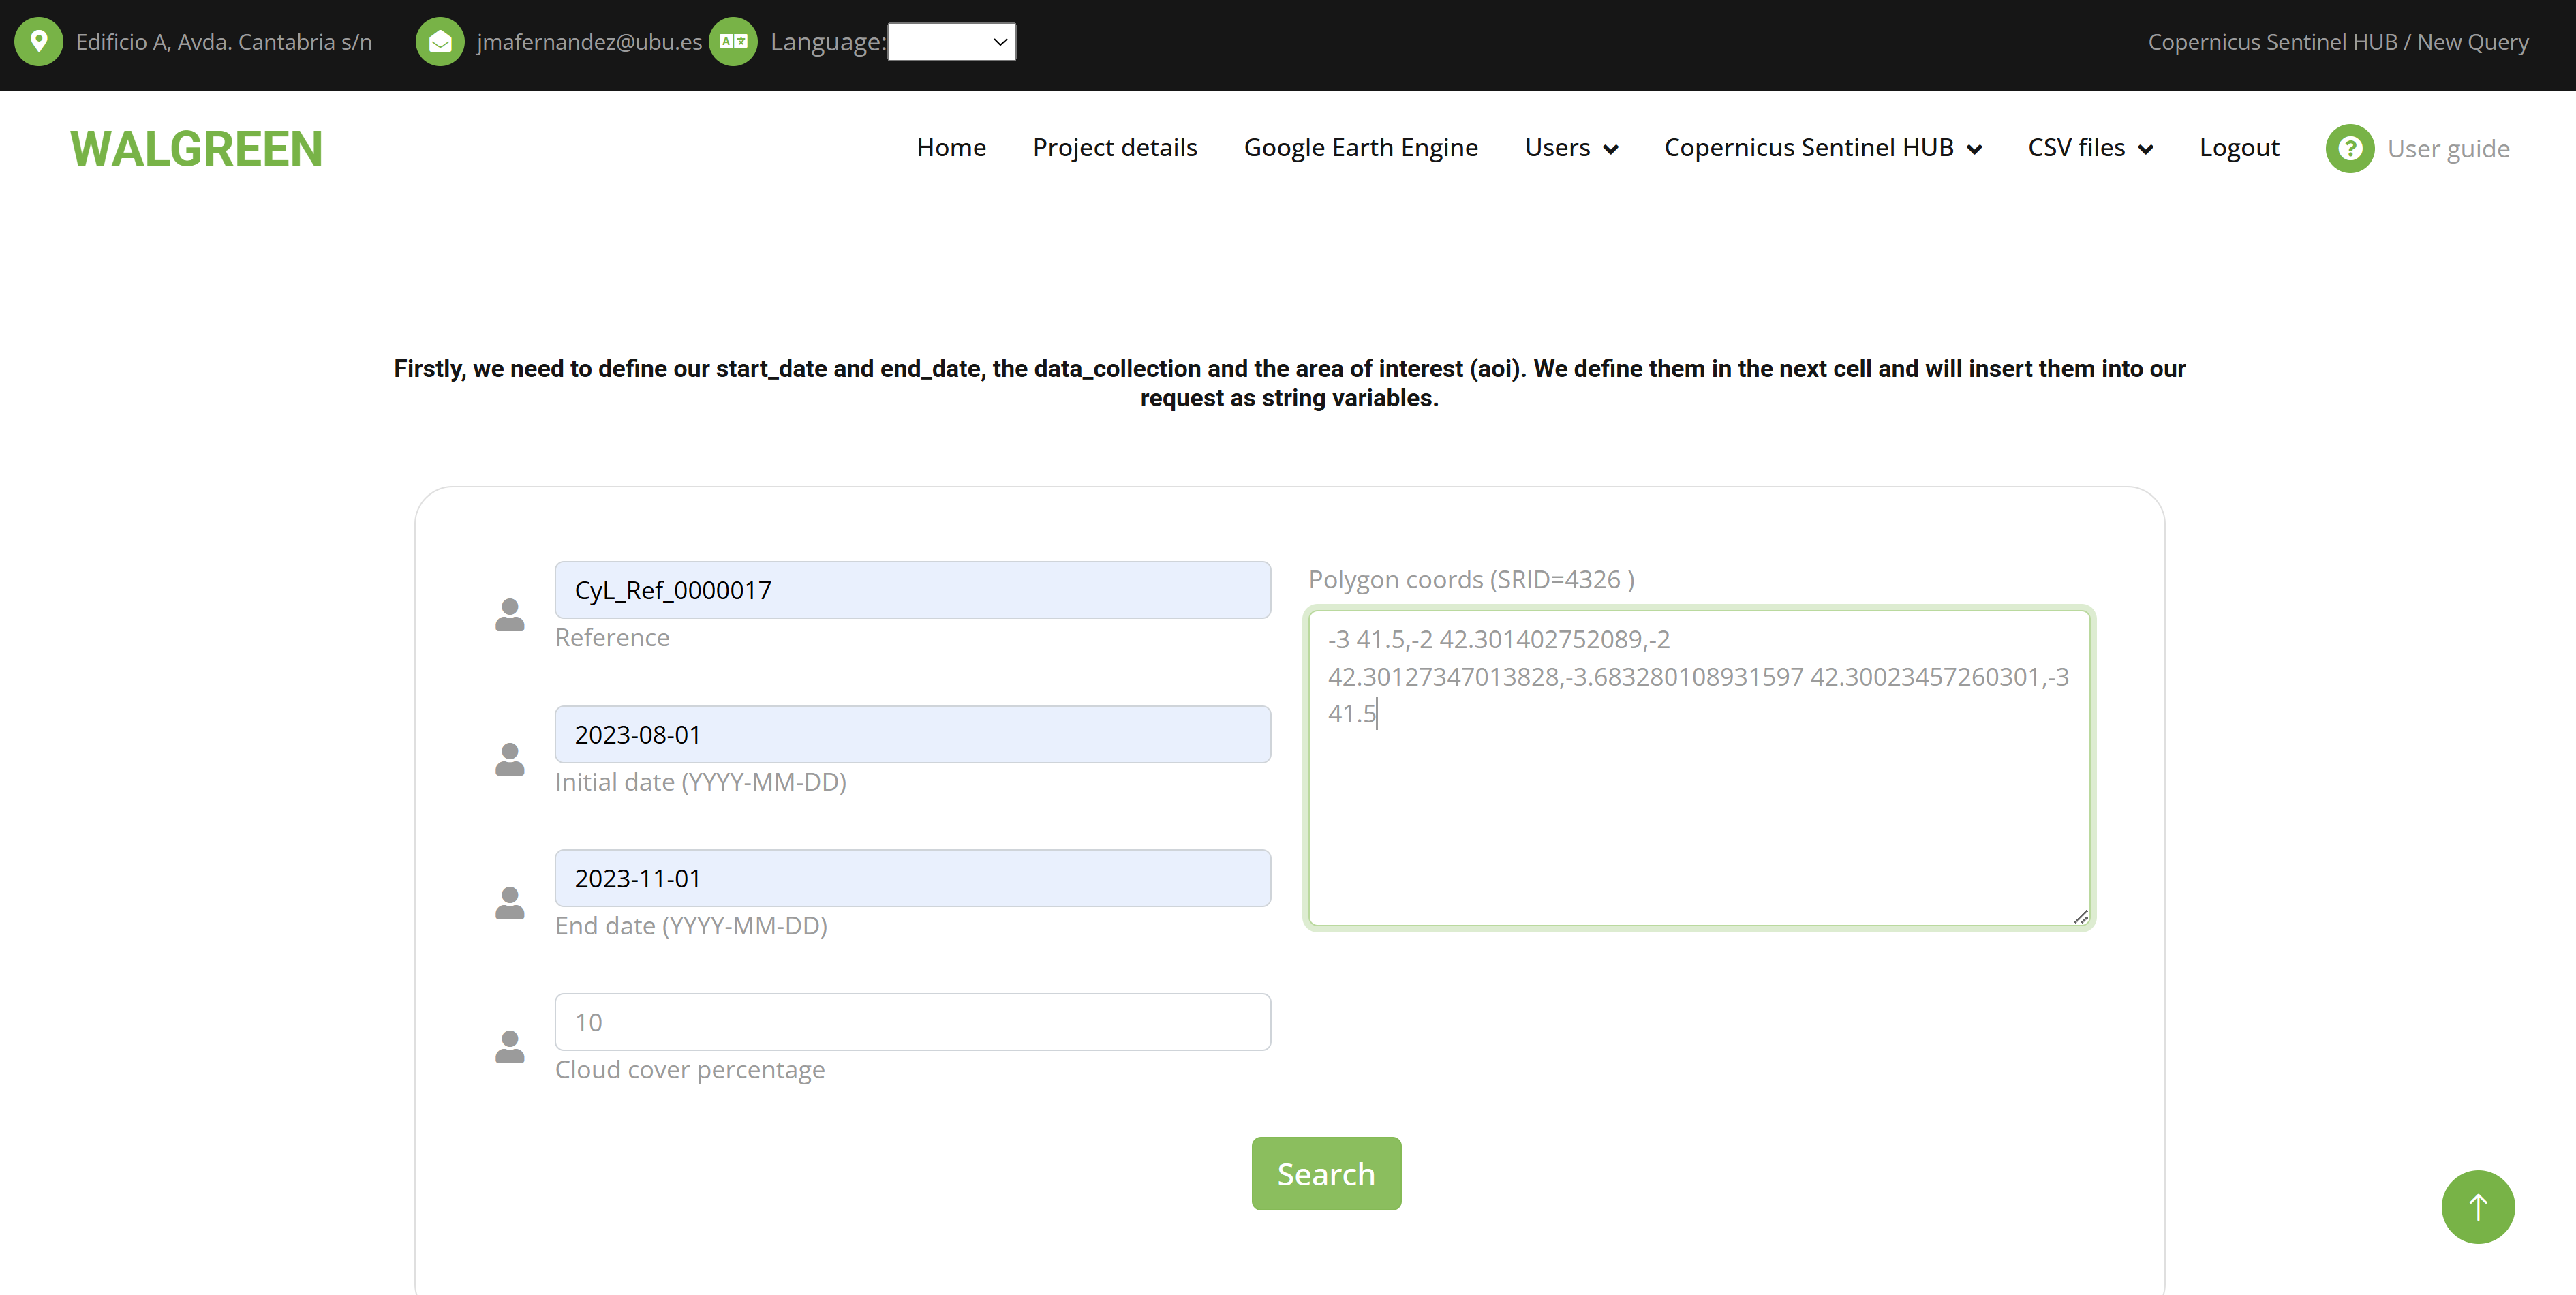 Edificio A, Avda. Cantabria s/n
jmafernandez@ubu.es
Language:
Copernicus Sentinel HUB / New Query
WALGREEN
Home
Project details
Google Earth Engine
Users
Copernicus Sentinel HUB
CSV files
Logout
User guide
Firstly, we need to define our start_date and end_date, the data_collection and the area of interest (aoi). We define them in the next cell and will insert them into our
request as string variables.
CyL_Ref_0000017
Reference
2023-08-01
Initial date (YYYY-MM-DD)
2023-11-01
End date (YYYY-MM-DD)
10
Cloud cover percentage
Polygon coords (SRID=4326 )
-3 41.5,-2 42.301402752089,-2
42.30127347013828,-3.683280108931597 42.30023457260301,-3
41.5
Search